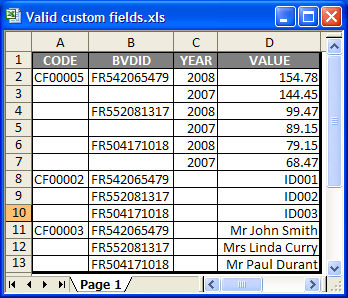 Valid custom fields.xls
A B C D
1 CODE BVDID YEAR VALUE
2 CF00005 FR542065479 2008 154.78
3 2007 144.45
4 FR552081317 2008 99.47
5 2007 89.15
6 FR504171018 2008 79.15
7 2007 68.47
8 CF00002 FR542065479 ID001
9 FR552081317 ID002
10 FR504171018 ID003
11 CF00003 FR542065479 Mr John Smith
12 FR552081317 Mrs Linda Curry
13 FR504171018 Mr Paul Durant
Page 1